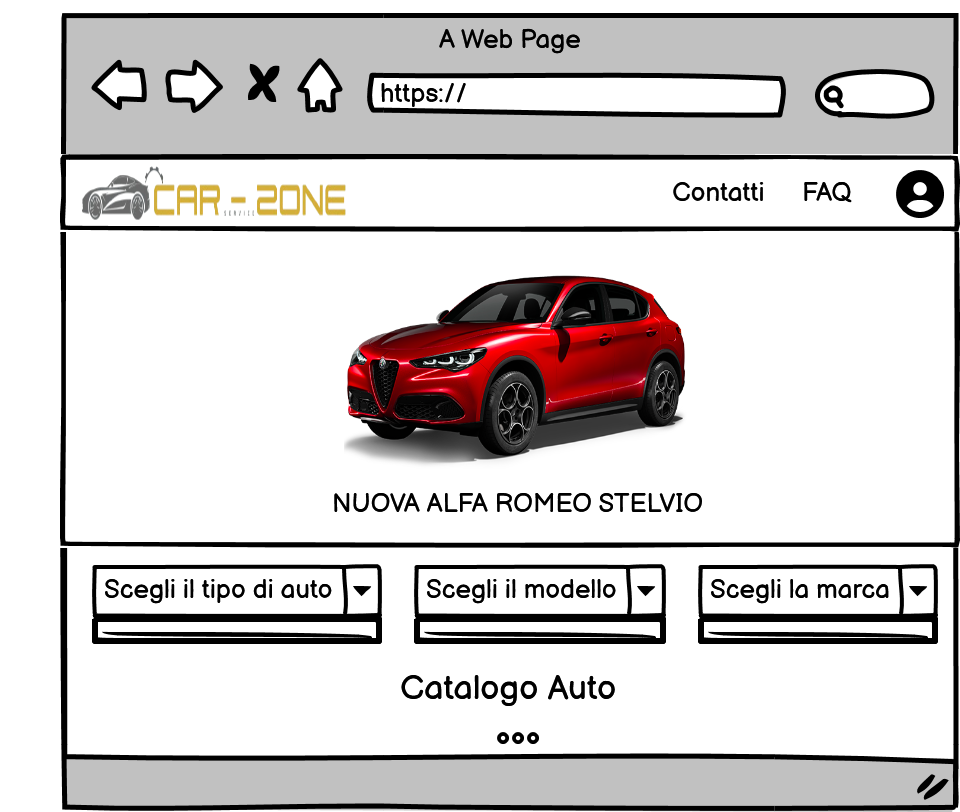 A Web Page
https://
CAR - ZONE
SERVICE
Contatti
FAQ
NUOVA ALFA ROMEO STELVIO
Scegli il tipo di auto
Scegli il modello
Scegli la marca
Catalogo Auto